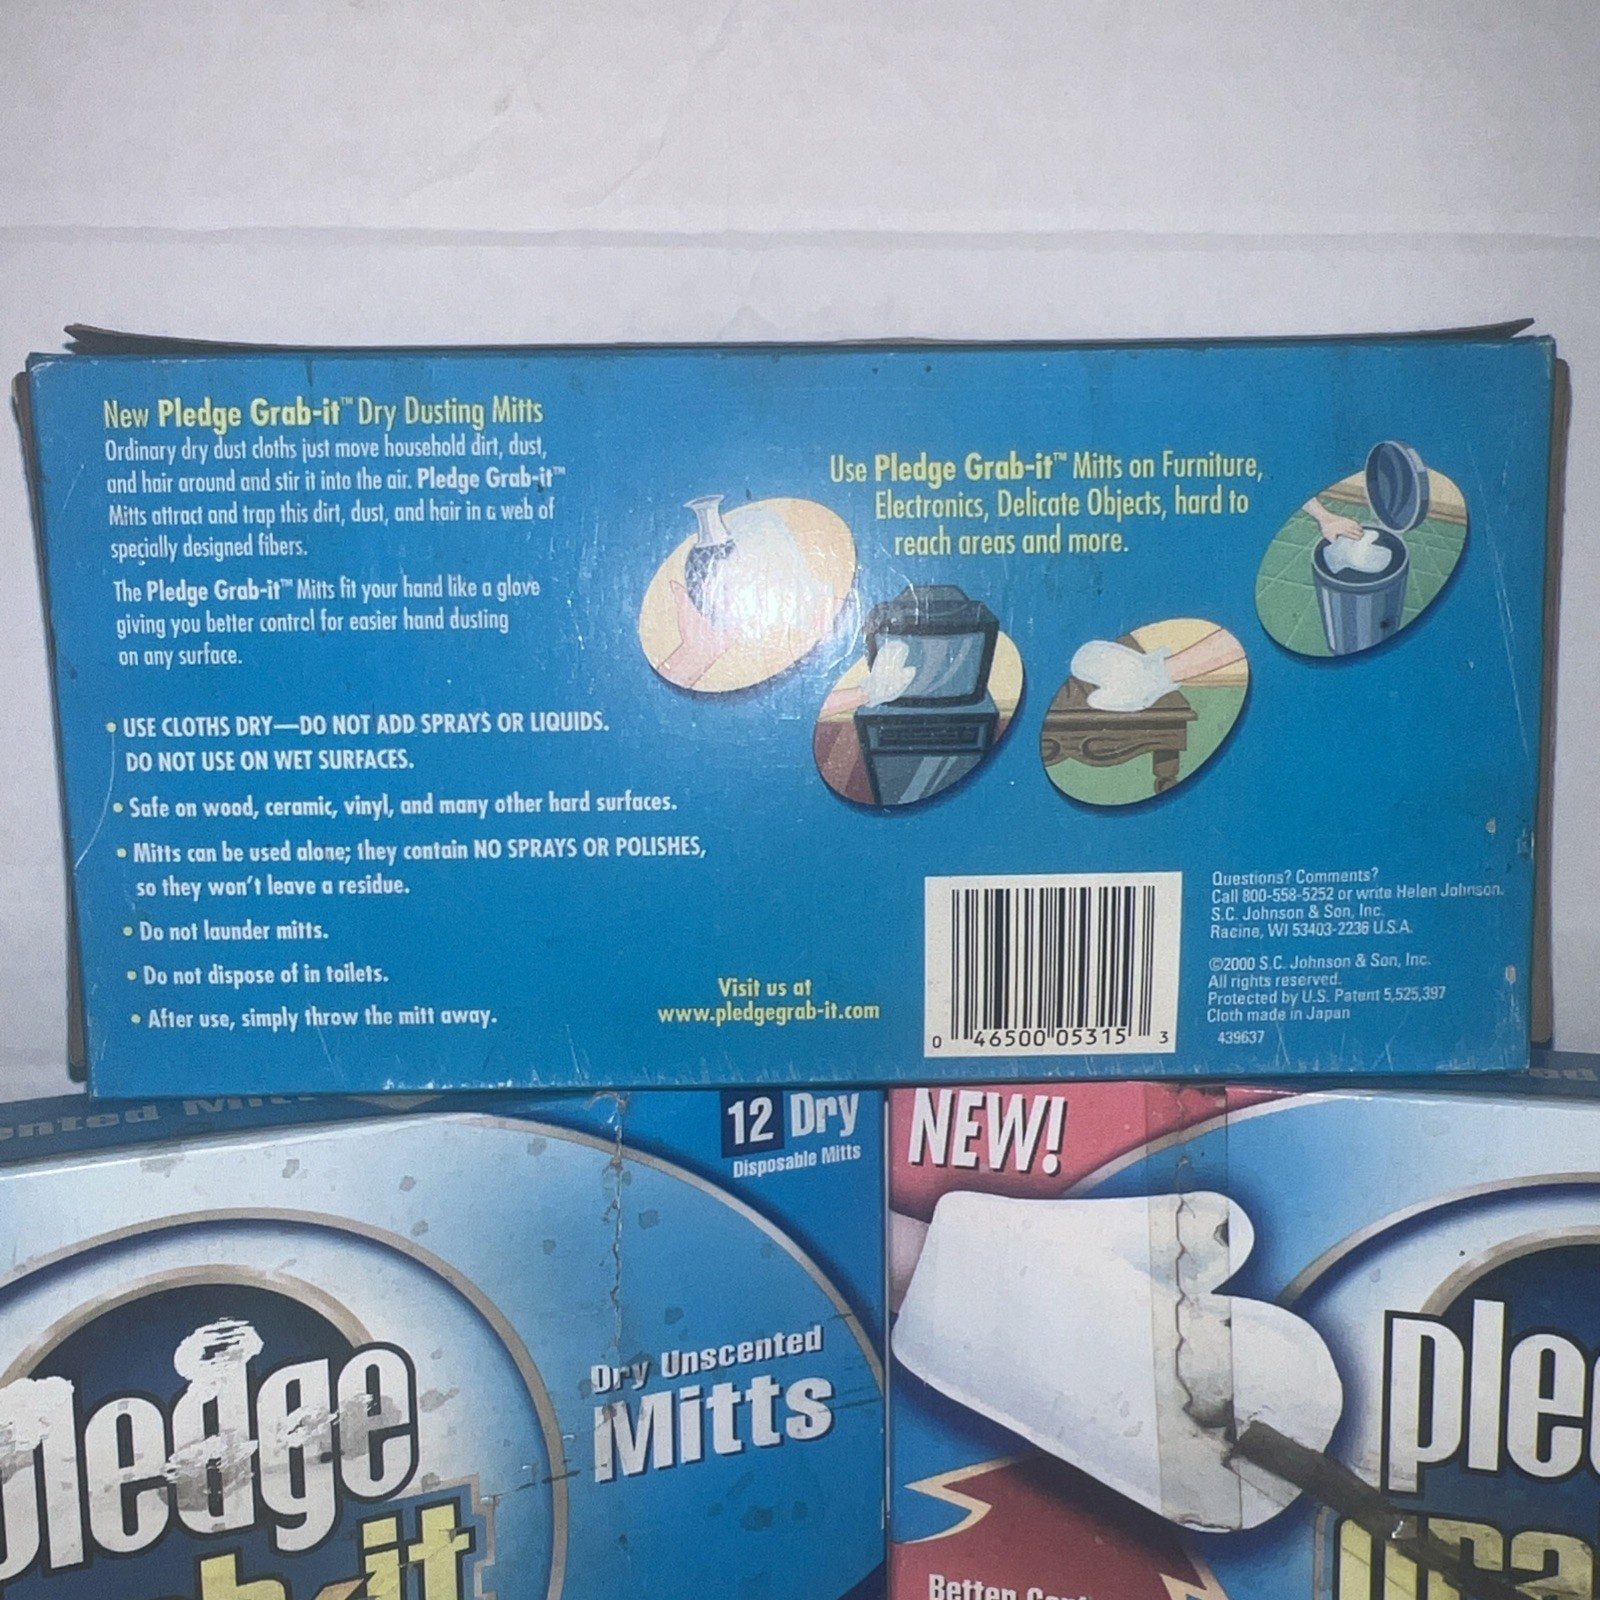 New Pledge Grab-it™ Dry Dusting Mitts
Ordinary dry dust cloths just move household dirt, dust,
and hair around and stir it into the air. Pledge Grab-it™
Mitts attract and trap this dirt, dust, and hair in a web of
specially designed fibers.
The Pledge Grab-it™ Mitts fit your hand like a glove
giving you better control for easier hand dusting
on any surface.
• USE CLOTHS DRY—DO NOT ADD SPRAYS OR LIQUIDS.
DO NOT USE ON WET SURFACES.
• Safe on wood, ceramic, vinyl, and many other hard surfaces.
• Mitts can be used alone; they contain NO SPRAYS OR POLISHES,
so they won't leave a residue.
• Do not launder mitts.
• Do not dispose of in toilets.
• After use, simply throw the mitt away.
Use Pledge Grab-it™ Mitts on Furniture,
Electronics, Delicate Objects, hard to
reach areas and more.
Visit us at
www.pledgegrab-it.com
0 46500 05315 3
Questions? Comments?
Call 800-558-5252 or write Helen Johnson.
S.C. Johnson & Son, Inc.
Racine, WI 53403-2236 U.S.A.
©2000 S.C. Johnson & Son, Inc.
All rights reserved.
Protected by U.S. Patent 5,525,397
Cloth made in Japan
439637
12 Dry
Disposable Mitts
Dry Unscented
Mitts
Pledge
NEW!
Better